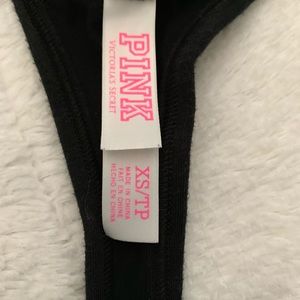 PINK
VICTORIA'S SECRET
XS/TP
MADE IN CHINA
FAIT EN CHINE
HECHO EN CHINA